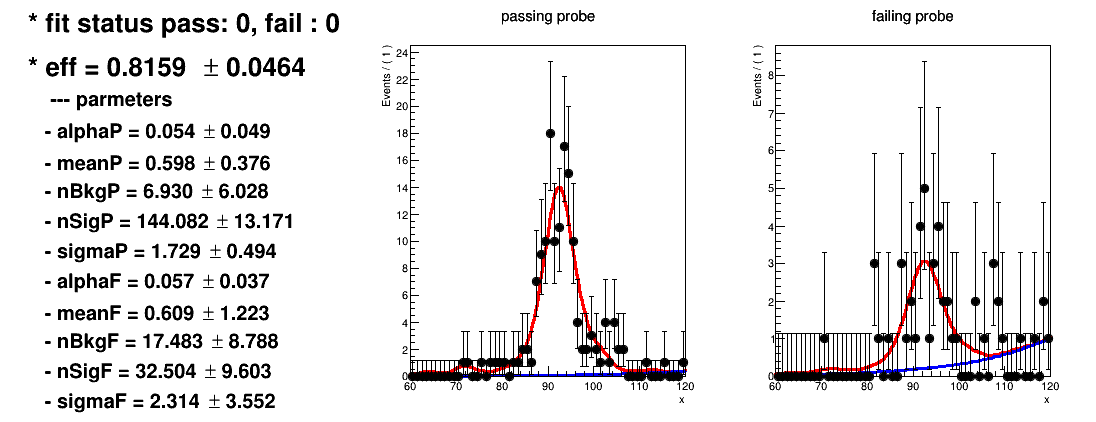 * fit status pass: 0, fail : 0
* eff = 0.8159 ± 0.0464
--- parmeters
- alphaP = 0.054 ± 0.049
- meanP = 0.598 ± 0.376
- nBkgP = 6.930 ± 6.028
- nSigP = 144.082 ± 13.171
- sigmaP = 1.729 ± 0.494
- alphaF = 0.057 ± 0.037
- meanF = 0.609 ± 1.223
- nBkgF = 17.483 ± 8.788
- nSigF = 32.504 ± 9.603
- sigmaF = 2.314 ± 3.552
passing probe
Events / ( 1 )
24
22
20
18
16
14
12
10
8
6
4
2
0
60 70 80 90 100 110 120
x
failing probe
Events / ( 1 )
8
7
6
5
4
3
2
1
0
60 70 80 90 100 110 120
x